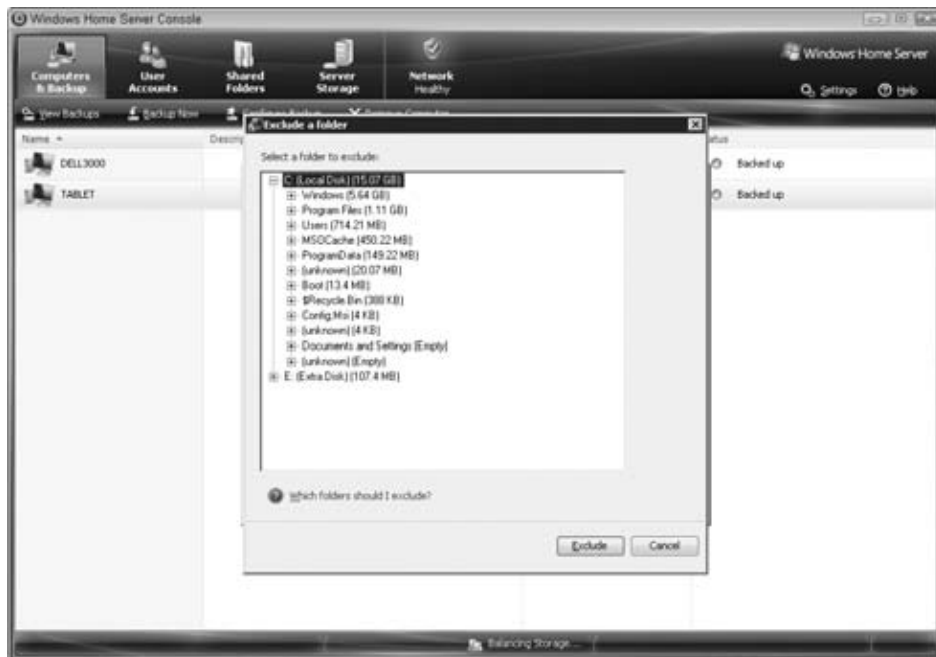 Windows Home Server Console
Computers & Backup
User Accounts
Shared Folders
Server Storage
Network Healthy
Windows Home Server
Settings
Help
View Backups
Backup Now
Name
Exclude a folder
Select a folder to exclude:
C: (Local Disk) (15.07 GB)
Windows (5.64 GB)
Program Files (1.11 GB)
Users (714.21 MB)
MSOCache (450.22 MB)
ProgramData (149.22 MB)
(unknown) (20.07 MB)
Boot (13.4 MB)
$Recycle.Bin (388 KB)
Config.Msi (4 KB)
(unknown) (4 KB)
Documents and Settings (Empty)
(unknown) (Empty)
E: (Extra Disk) (107.4 MB)
DELL3000
Backed up
TABLET
Backed up
Which folders should I exclude?
Exclude
Cancel
Balancing Storage...